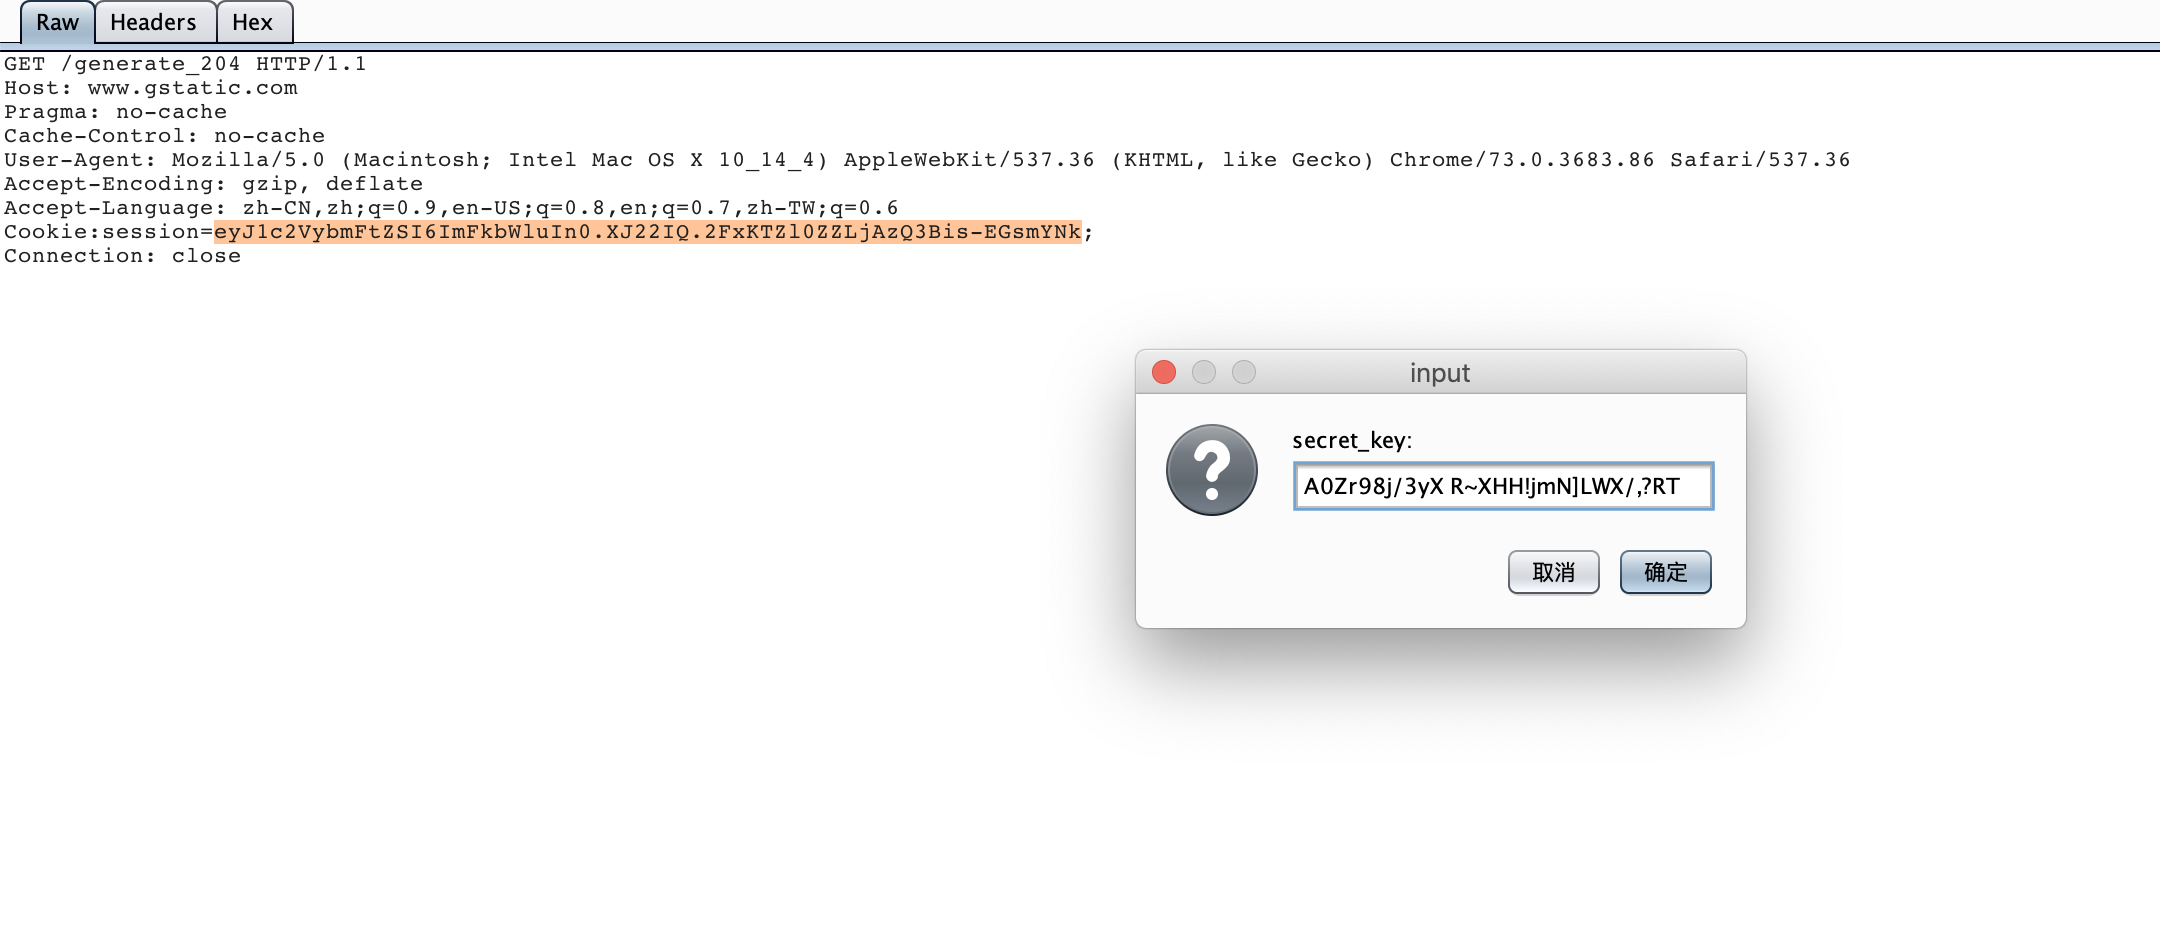 Raw Headers Hex
GET /generate_204 HTTP/1.1
Host: www.gstatic.com
Pragma: no-cache
Cache-Control: no-cache
User-Agent: Mozilla/5.0 (Macintosh; Intel Mac OS X 10_14_4) AppleWebKit/537.36 (KHTML, like Gecko) Chrome/73.0.3683.86 Safari/537.36
Accept-Encoding: gzip, deflate
Accept-Language: zh-CN,zh;q=0.9,en-US;q=0.8,en;q=0.7,zh-TW;q=0.6
Cookie:session=eyJ1c2VybmFtZSI6ImFkbWluIn0.XJ22IQ.2FxKTZl0ZZLjAzQ3Bis-EGsmYNk;
Connection: close
input
secret_key:
A0Zr98j/3yX R~XHH!jmN]LWX/,?RT
取消 确定